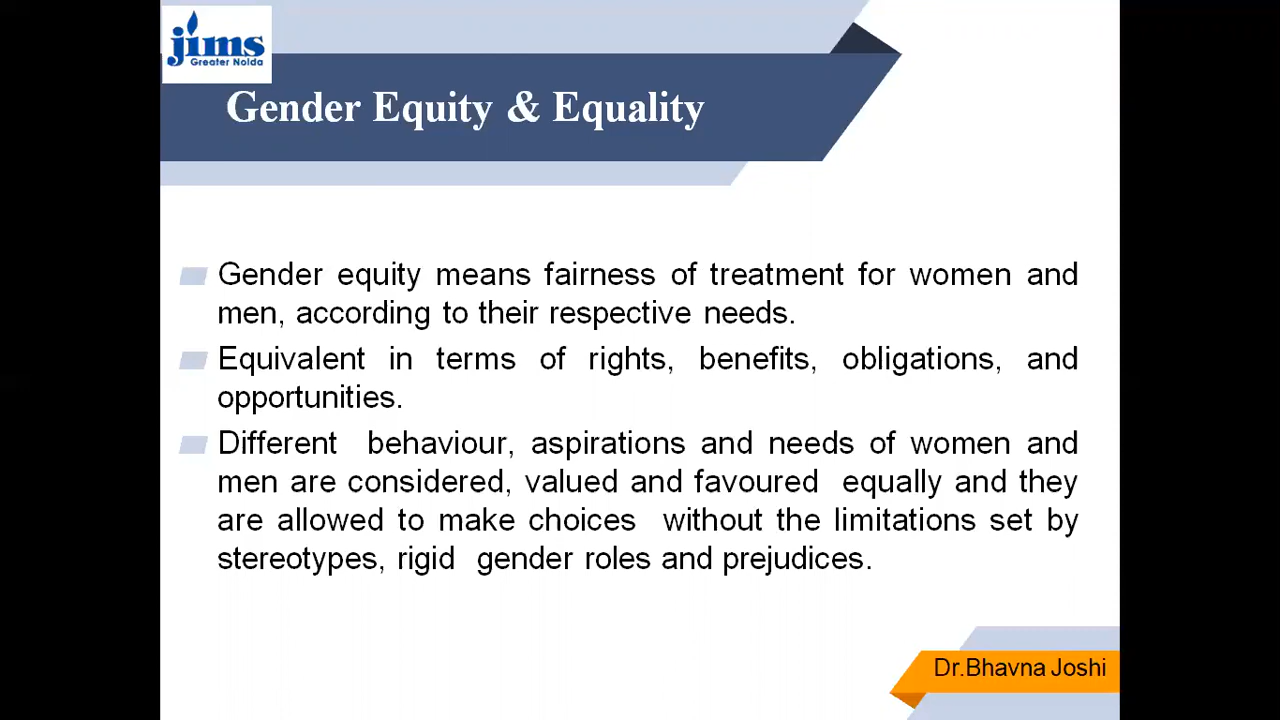 jims
Greater Noida
Gender Equity & Equality
Gender equity means fairness of treatment for women and
men, according to their respective needs.
Equivalent in terms of rights, benefits, obligations, and
opportunities.
Different behaviour, aspirations and needs of women and
men are considered, valued and favoured equally and they
are allowed to make choices without the limitations set by
stereotypes, rigid gender roles and prejudices.
Dr.Bhavna Joshi